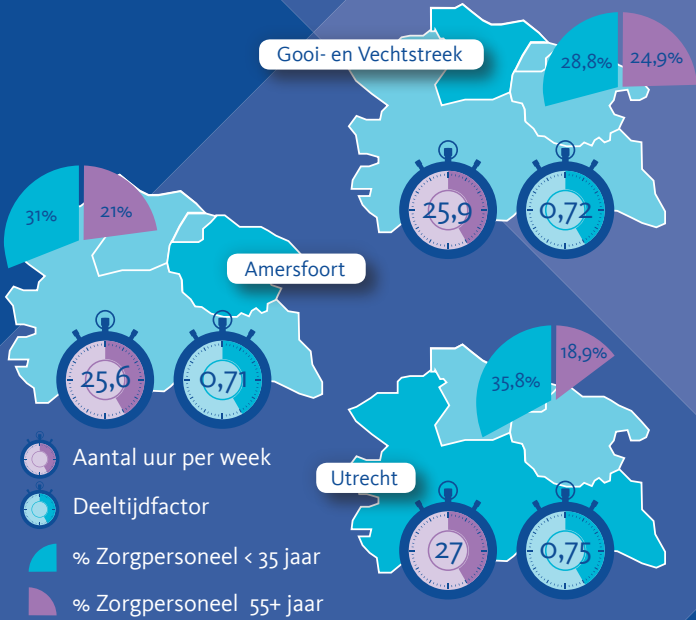 Gooi- en Vechtstreek
28,8%
24,9%
25,9
0,72
31%
21%
Amersfoort
25,6
0,71
35,8%
18,9%
Utrecht
27
0,75
Aantal uur per week
Deeltijdfactor
% Zorgpersoneel < 35 jaar
% Zorgpersoneel 55+ jaar